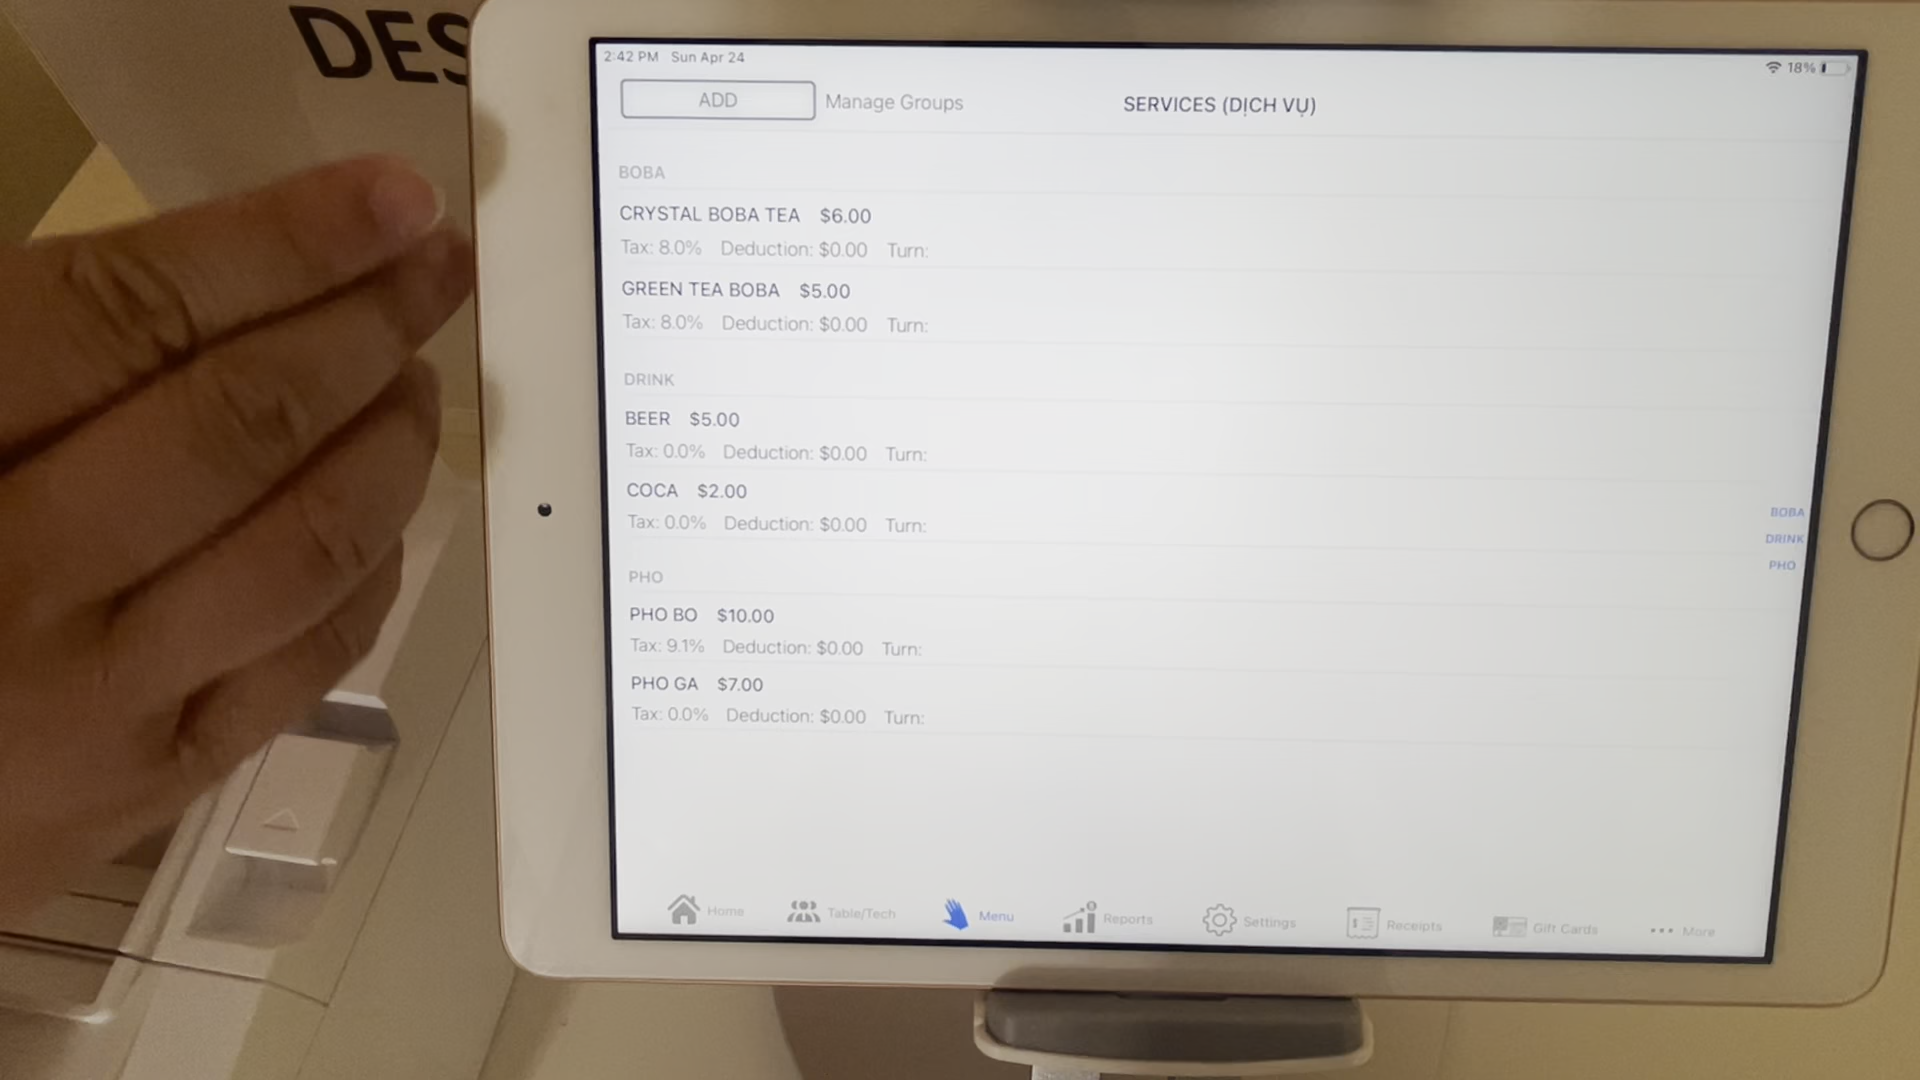 DES
2:42 PM Sun Apr 24
18%
ADD Manage Groups SERVICES (DỊCH VỤ)
BOBA
CRYSTAL BOBA TEA $6.00
Tax: 8.0% Deduction: $0.00 Turn:
GREEN TEA BOBA $5.00
Tax: 8.0% Deduction: $0.00 Turn:
DRINK
BEER $5.00
Tax: 0.0% Deduction: $0.00 Turn:
COCA $2.00
Tax: 0.0% Deduction: $0.00 Turn:
PHO
PHO BO $10.00
Tax: 9.1% Deduction: $0.00 Turn:
PHO GA $7.00
Tax: 0.0% Deduction: $0.00 Turn:
BOBA
DRINK
PHO
Home Table/Tech Menu Reports Settings Receipts Gift Cards More